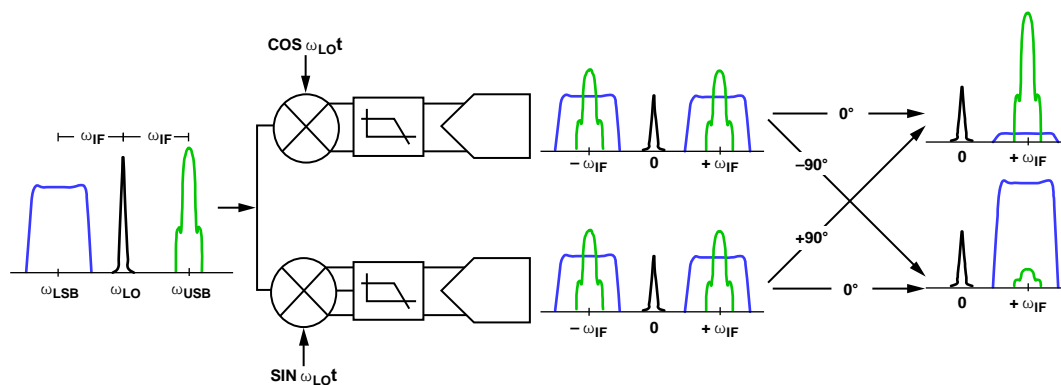 COS ωLOt
ωIF
ωIF
ωLSB
ωLO
ωUSB
SIN ωLOt
– ωIF
0
+ ωIF
– ωIF
0
+ ωIF
0°
–90°
+90°
0°
0
+ ωIF
0
+ ωIF